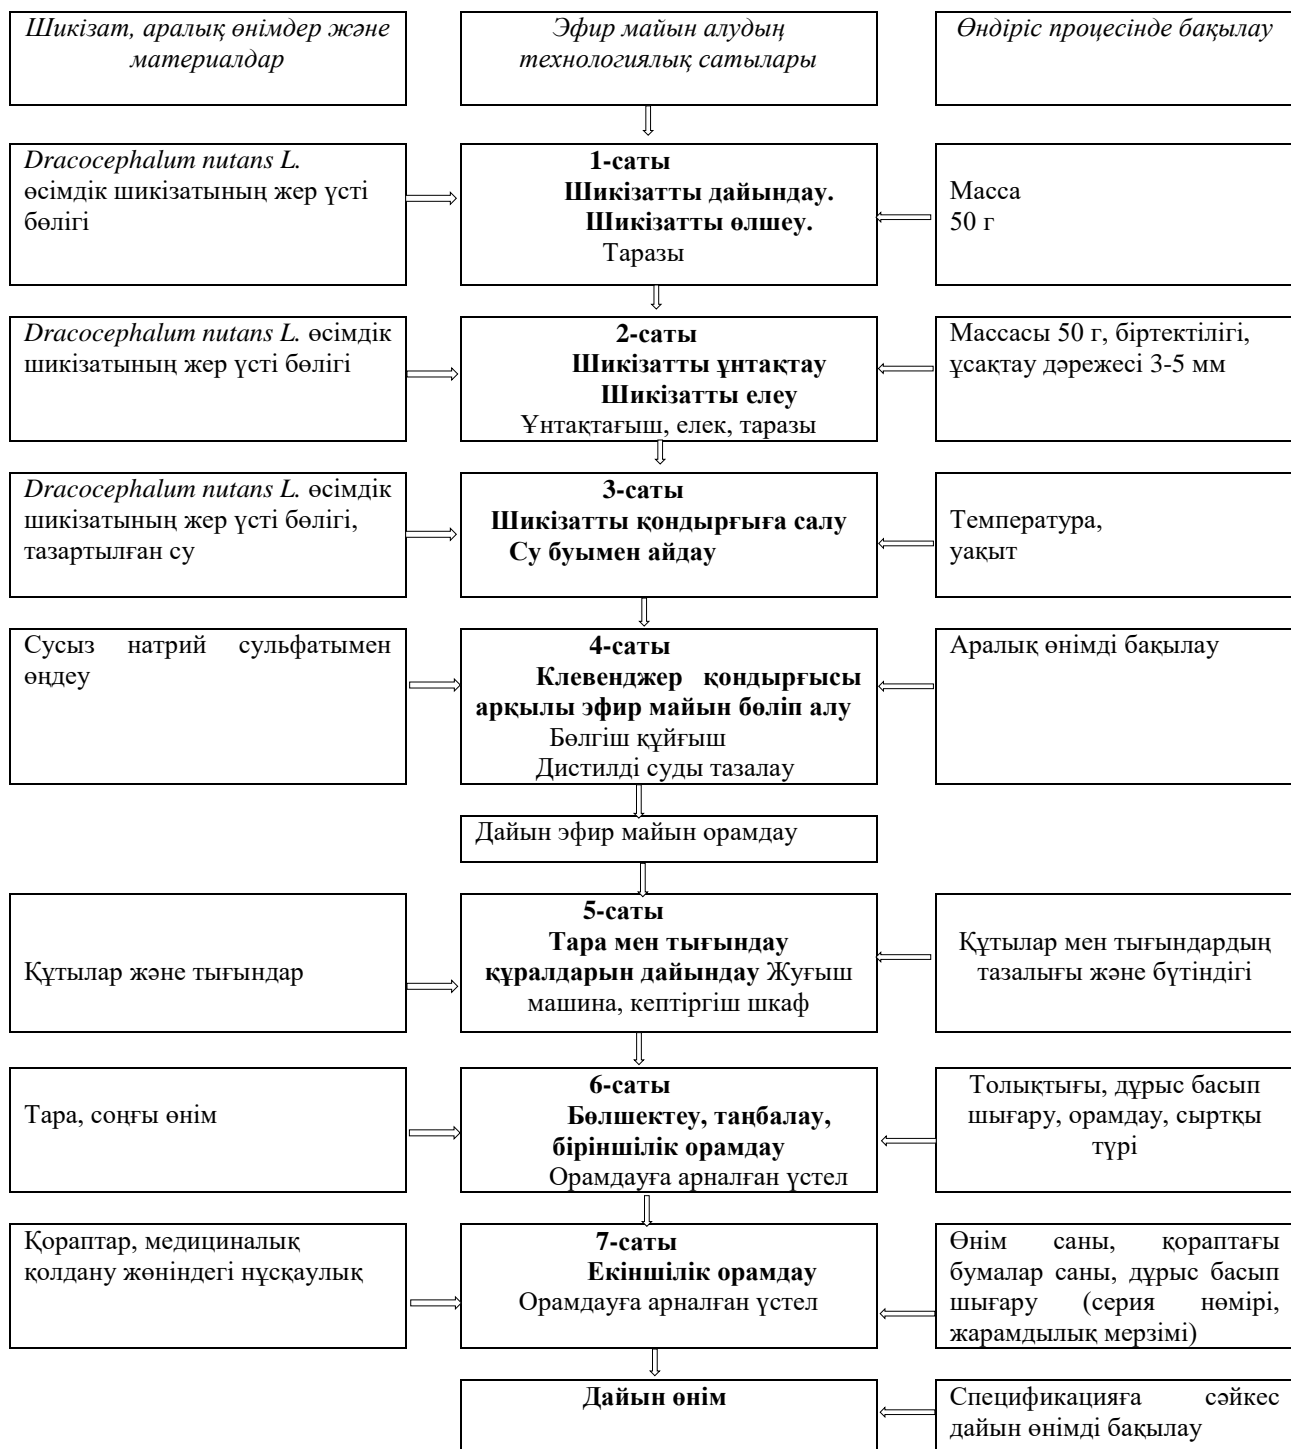 Шикізат, аралық өнімдер және
материалдар
Эфир майын алудың
технологиялық сатылары
Өндіріс процесінде бақылау
Dracocephalum nutans L.
өсімдік шикізатының жер үсті
бөлігі
1-саты
Шикізатты дайындау.
Шикізатты өлшеу.
Таразы
Масса
50 г
Dracocephalum nutans L. өсімдік
шикізатының жер үсті бөлігі
2-саты
Шикізатты ұнтақтау
Шикізатты елеу
Ұнтақтағыш, елек, таразы
Массасы 50 г, біртектілігі,
ұсақтау дәрежесі 3-5 мм
Dracocephalum nutans L. өсімдік
шикізатының жер үсті бөлігі,
тазартылған су
3-саты
Шикізатты қондырғыға салу
Су буымен айдау
Температура,
уақыт
Сусыз натрий сульфатымен
өңдеу
4-саты
Клевенджер қондырғысы
арқылы эфир майын бөліп алу
Бөлгіш құйғыш
Дистилді суды тазалау
Аралық өнімді бақылау
Дайын эфир майын орамдау
Құтылар және тығындар
5-саты
Тара мен тығындау
құралдарын дайындау Жуғыш
машина, кептіргіш шкаф
Құтылар мен тығындардың
тазалығы және бүтіндігі
Тара, соңғы өнім
6-саты
Бөлшектеу, таңбалау,
біріншілік орамдау
Орамдауға арналған үстел
Толықтығы, дұрыс басып
шығару, орамдау, сыртқы
түрі
Қораптар, медициналық
қолдану жөніндегі нұсқаулық
7-саты
Екіншілік орамдау
Орамдауға арналған үстел
Өнім саны, қораптағы
бумалар саны, дұрыс басып
шығару (серия нөмірі,
жарамдылық мерзімі)
Дайын өнім
Спецификацияға сәйкес
дайын өнімді бақылау